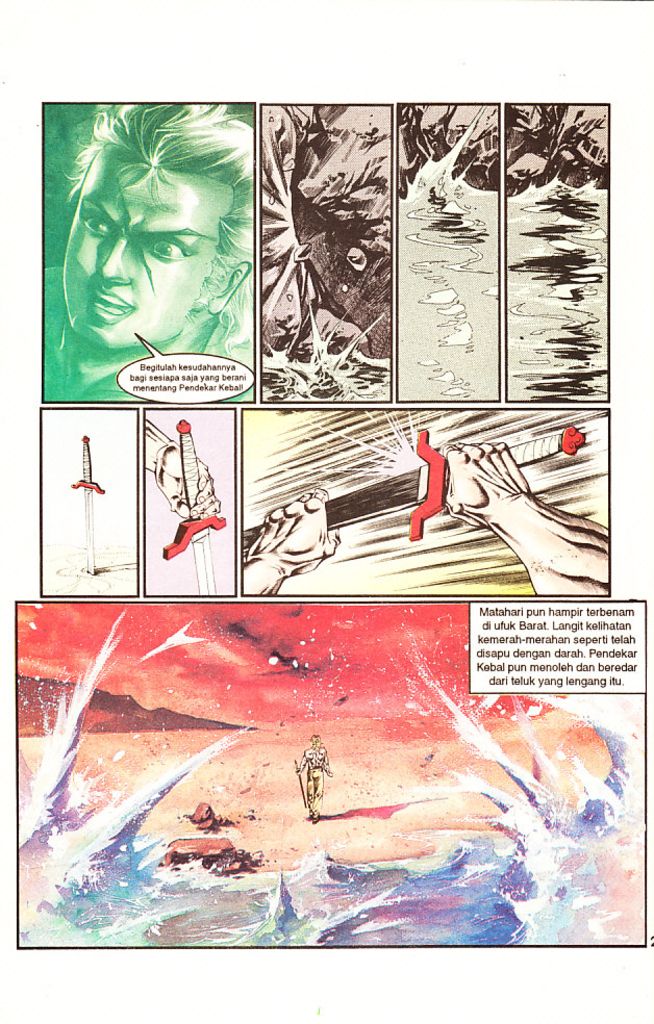 Begitulah kesudahannya
bagi sesiapa saja yang berani
menentang Pendekar Kebal!
Matahari pun hampir terbenam
di ufuk Barat. Langit kelihatan
kemerah-merahan seperti telah
disapu dengan darah. Pendekar
Kebal pun menoleh dan beredar
dari teluk yang lengang itu.